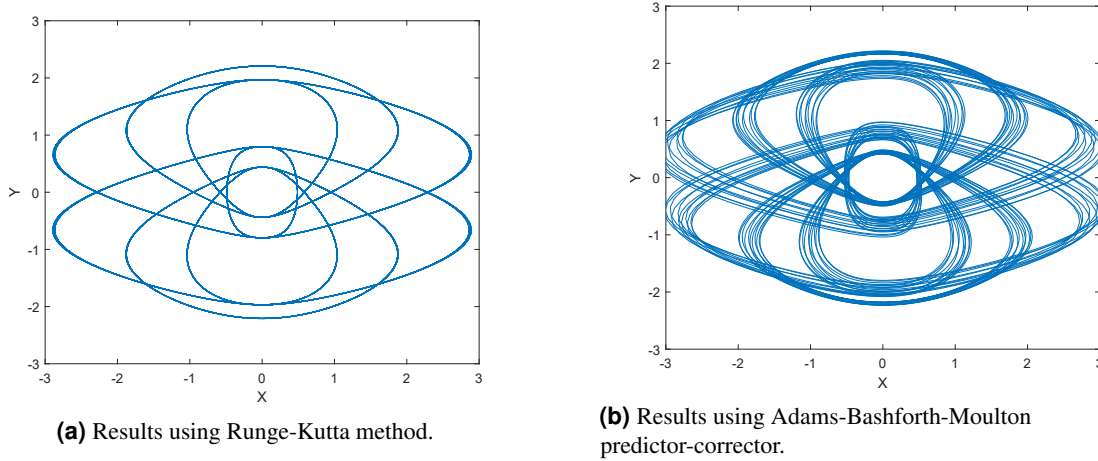 3
2
1
0
-1
-2
-3
Y
-3 -2 -1 0 1 2 3
X
(a) Results using Runge-Kutta method.
3
2
1
0
-1
-2
-3
Y
-3 -2 -1 0 1 2 3
X
(b) Results using Adams-Bashforth-Moulton
predictor-corrector.